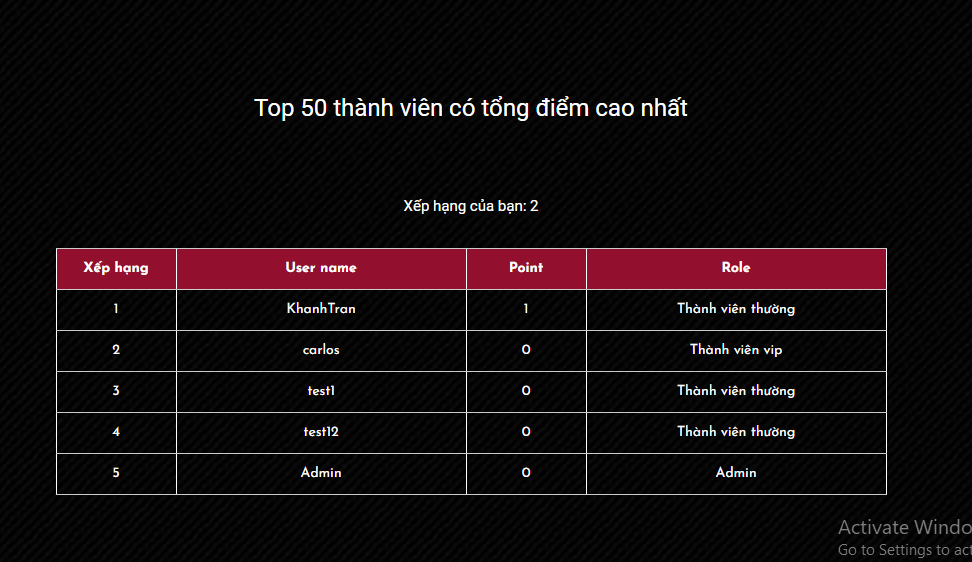 Top 50 thành viên có tổng điểm cao nhất
Xếp hạng của bạn: 2
Xếp hạng User name Point Role
1 KhanhTran 1 Thành viên thường
2 carlos 0 Thành viên vip
3 test1 0 Thành viên thường
4 test12 0 Thành viên thường
5 Admin 0 Admin
Activate Windo
Go to Settings to act